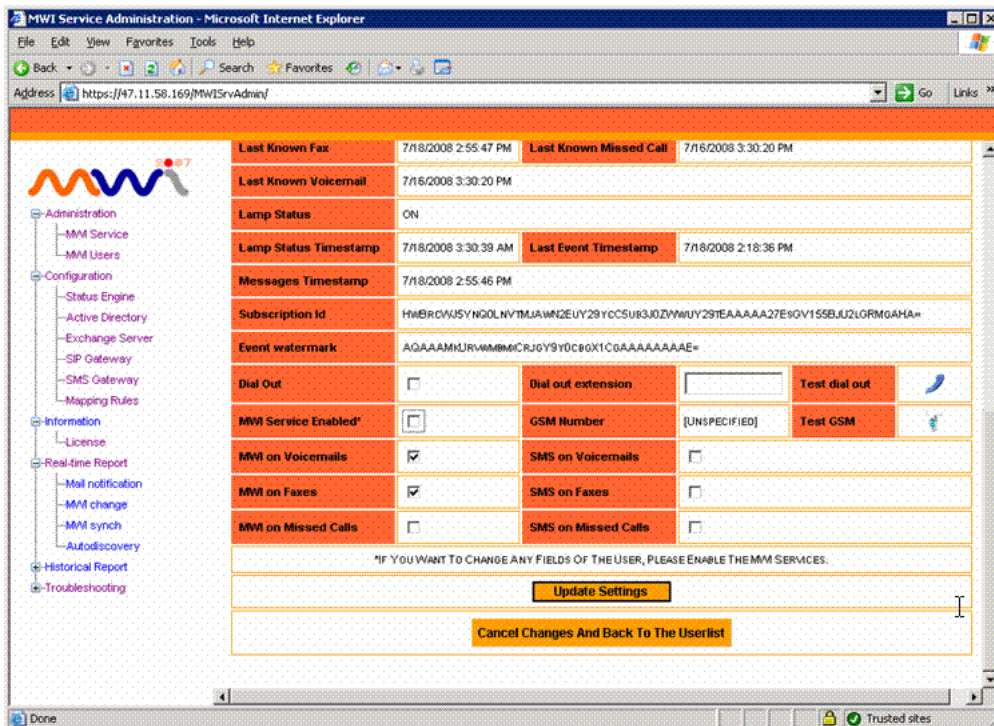 MWI Service Administration - Microsoft Internet Explorer
File Edit View Favorites Tools Help
Back Search Favorites
Address https://47.11.58.169/MWISrvAdmin/ Go Links »
2007
MWI
Administration
MWI Service
MWI Users
Configuration
Status Engine
Active Directory
Exchange Server
SIP Gateway
SMS Gateway
Mapping Rules
Information
License
Real-time Report
Mail notification
MWI change
MWI synch
Autodiscovery
Historical Report
Troubleshooting
Last Known Fax 7/18/2008 2:55:47 PM Last Known Missed Call 7/16/2008 3:30:20 PM
Last Known Voicemail 7/16/2008 3:30:20 PM
Lamp Status ON
Lamp Status Timestamp 7/18/2008 3:30:39 AM Last Event Timestamp 7/18/2008 2:18:36 PM
Messages Timestamp 7/18/2008 2:55:46 PM
Subscription Id
Event watermark
Dial Out Dial out extension Test dial out
MWI Service Enabled* GSM Number [UNSPECIFIED] Test GSM
MWI on Voicemails SMS on Voicemails
MWI on Faxes SMS on Faxes
MWI on Missed Calls SMS on Missed Calls
*IF YOU WANT TO CHANGE ANY FIELDS OF THE USER, PLEASE ENABLE THE MWI SERVICES.
Update Settings
Cancel Changes And Back To The Userlist
Done Trusted sites